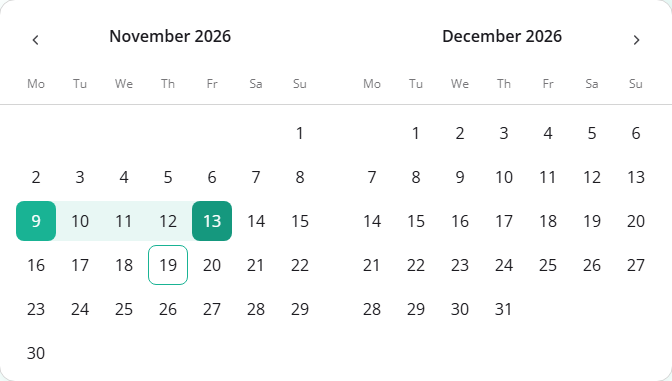 November 2026
Mo Tu We Th Fr Sa Su
1
2 3 4 5 6 7 8
9 10 11 12 13 14 15
16 17 18 19 20 21 22
23 24 25 26 27 28 29
30
December 2026
Mo Tu We Th Fr Sa Su
1 2 3 4 5 6
7 8 9 10 11 12 13
14 15 16 17 18 19 20
21 22 23 24 25 26 27
28 29 30 31